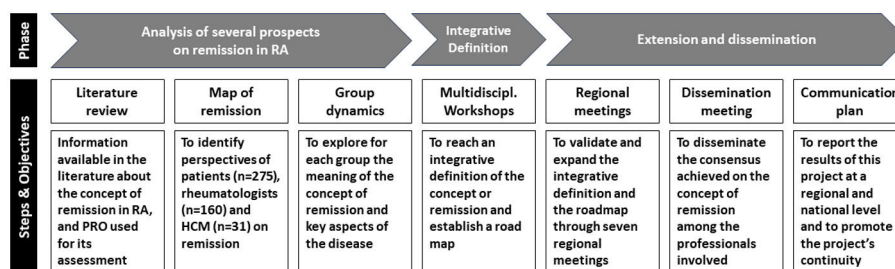 Phase
Analysis of several prospects
on remission in RA
Integrative
Definition
Extension and dissemination
Steps & Objectives
Literature
review
Map of
remission
Group
dynamics
Multidiscipl.
Workshops
Regional
meetings
Dissemination
meeting
Communication
plan
Information
available in the
literature about
the concept of
remission in RA,
and PRO used
for its
assessment
To identify
perspectives of
patients (n=275),
rheumatologists
(n=160) and
HCM (n=31) on
remission
To explore for
each group the
meaning of the
concept of
remission and
key aspects of
the disease
To reach an
integrative
definition of the
concept or
remission and
establish a road
map
To validate and
expand the
integrative
definition and
the roadmap
through seven
regional
meetings
To disseminate
the consensus
achieved on the
concept of
remission
among the
professionals
involved
To report the
results of this
project at a
regional and
national level
and to promote
the project's
continuity